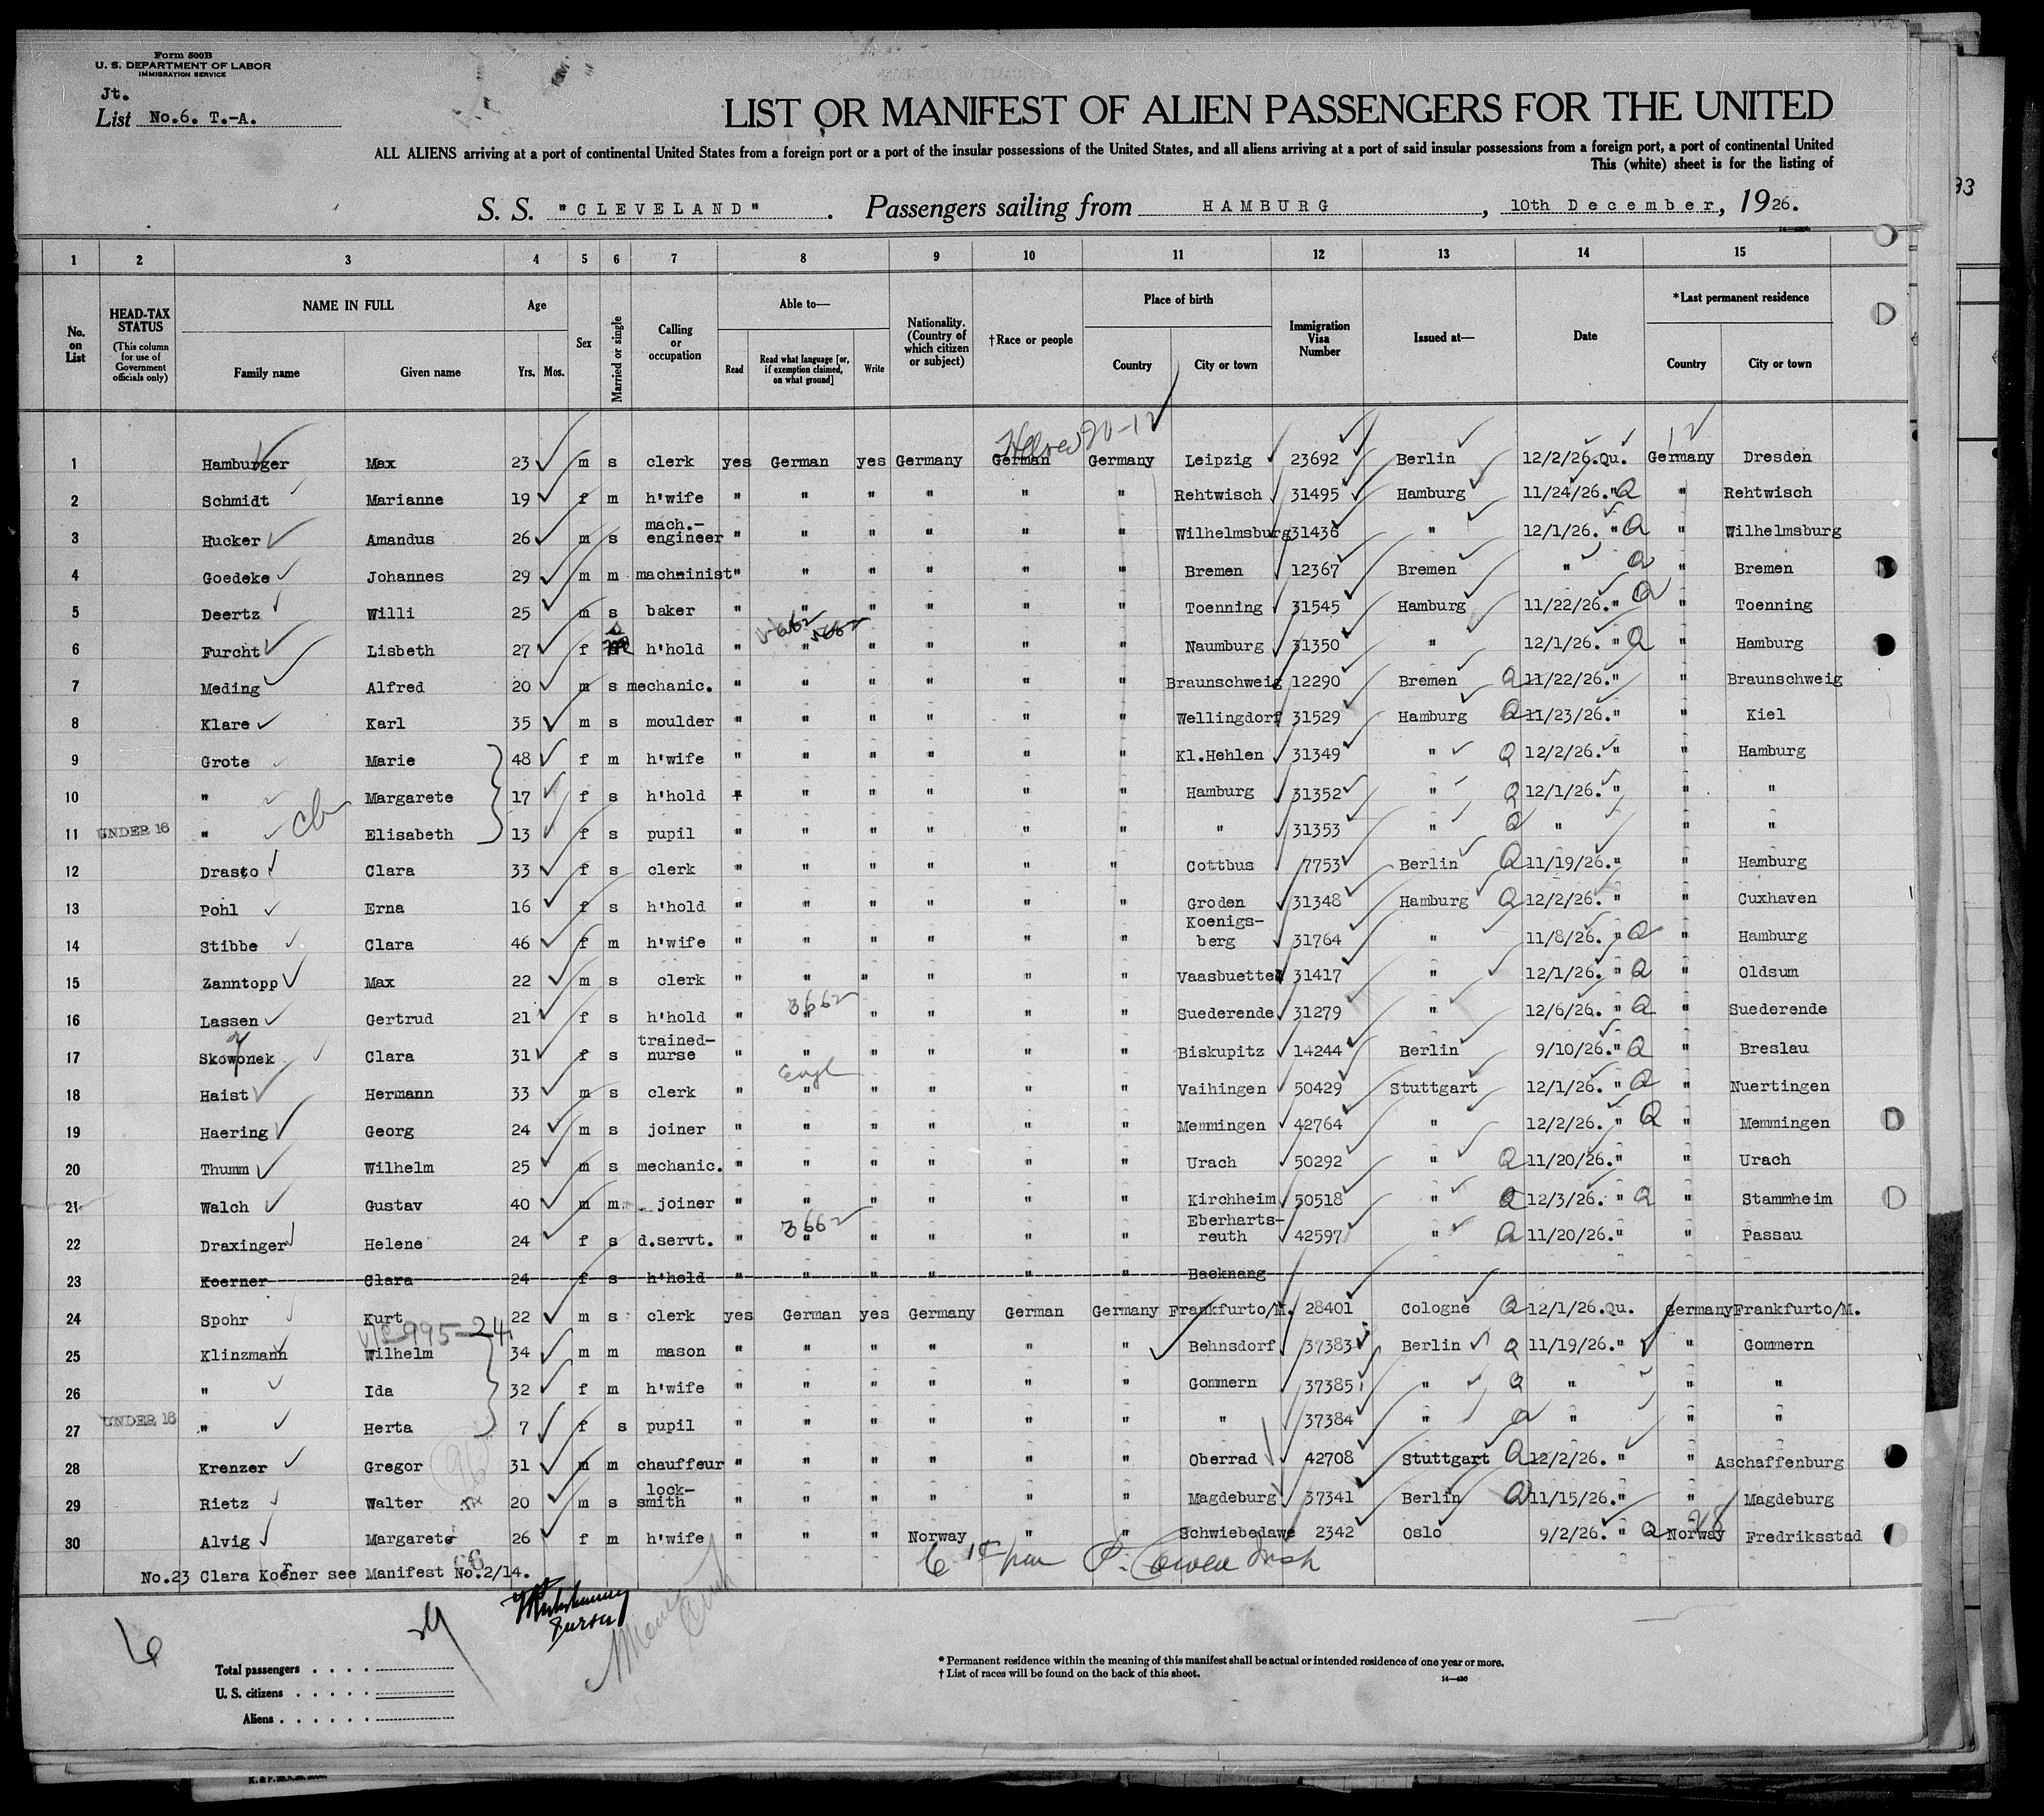 Form 500B
U. S. DEPARTMENT OF LABOR
IMMIGRATION SERVICE
Jt.
List No.6. T.-A.
LIST OR MANIFEST OF ALIEN PASSENGERS FOR THE UNITED
ALL ALIENS arriving at a port of continental United States from a foreign port or a port of the insular possessions of the United States, and all aliens arriving at a port of said insular possessions from a foreign port, a port of continental United
This (white) sheet is for the listing of
S. S. "CLEVELAND". Passengers sailing from HAMBURG, 10th December, 1926.
1 2 3 4 5 6 7 8 9 10 11 12 13 14 15
No. on List
HEAD-TAX STATUS (This column for use of Government officials only)
NAME IN FULL
Family name Given name
Age
Yrs. Mos.
Sex
Married or single
Calling or occupation
Able to—
Read
Read what language [or, if exemption claimed, on what ground]
Write
Nationality. (Country of which citizen or subject)
†Race or people
Place of birth
Country City or town
Immigration Visa Number
Issued at—
Date
*Last permanent residence
Country City or town
Hebrew 20-12
12
1 Hamburger Max 23 m s clerk yes German yes Germany German Germany Leipzig 23692 Berlin 12/2/26.Qu. Germany Dresden
2 Schmidt Marianne 19 f m h'wife " " " " " " Rehtwisch 31495 Hamburg 11/24/26." Q " Rehtwisch
3 Hucker Amandus 26 m s mach.-engineer " " " " " " Wilhelmsburg 31436 " 12/1/26. " Q " Wilhelmsburg
4 Goedeke Johannes 29 m m machninist " " " " " " Bremen 12367 Bremen " Q " Bremen
5 Deertz Willi 25 m s baker " " " " " " Toenning 31545 Hamburg 11/22/26." Q " Toenning
6 Furcht Lisbeth 27 f s h'hold " " " " " " Naumburg 31350 " 12/1/26. " Q " Hamburg
7 Meding Alfred 20 m s mechanic. " " " " " " Braunschweig 12290 Bremen Q 11/22/26." " Braunschweig
8 Klare Karl 35 m s moulder " " " " " " Wellingdorf 31529 Hamburg Q 11/23/26." " Kiel
9 Grote Marie 48 f m h'wife " " " " " " Kl.Hehlen 31349 " Q 12/2/26. " " Hamburg
10 " Margarete 17 f s h'hold " " " " " " Hamburg 31352 " Q 12/1/26. " " "
11 UNDER 16 " cb Elisabeth 13 f s pupil " " " " " " " 31353 " Q " " "
12 Drasto Clara 33 f s clerk " " " " " " Cottbus 7753 Berlin Q 11/19/26." " Hamburg
13 Pohl Erna 16 f s h'hold " " " " " " Groden 31348 Hamburg Q 12/2/26. " " Cuxhaven
14 Stibbe Clara 46 f m h'wife " " " " " " Koenigs-berg 31764 " 11/8/26. " Q " Hamburg
15 Zanntopp Max 22 m s clerk " " " " " " Vaasbuettel 31417 " 12/1/26. " Q " Oldsum
3662
16 Lassen Gertrud 21 f s h'hold " " " " " " Suederende 31279 " 12/6/26. " Q " Suederende
17 Skowonek Clara 31 f s trained-nurse " " " " " " Biskupitz 14244 Berlin 9/10/26." Q " Breslau
Engl
18 Haist Hermann 33 m s clerk " " " " " " Vaihingen 50429 Stuttgart 12/1/26. " Q " Nuertingen
19 Haering Georg 24 m s joiner " " " " " " Memmingen 42764 " 12/2/26. " Q " Memmingen
20 Thumm Wilhelm 25 m s mechanic. " " " " " " Urach 50292 " Q 11/20/26." " Urach
21 Walch Gustav 40 m m joiner " " " " " " Kirchheim 50518 " Q 12/3/26. " Q " Stammheim
3662
22 Draxinger Helene 24 f s d.servt. " " " " " " Eberharts-reuth 42597 " Q 11/20/26." " Passau
23 Koerner Clara 24 f s h'hold " " " " " " Backnang
24 Spohr Kurt 22 m s clerk yes German yes Germany German Germany Frankfurto/M. 28401 Cologne Q 12/1/26.Qu. Germany Frankfurto/M.
25 Klinzmann Wilhelm 34 m m mason " " " " " " Behnsdorf 37383 Berlin Q 11/19/26." " Gommern
26 " Ida 32 f m h'wife " " " " " " Gommern 37385 " Q " " "
27 UNDER 16 " Herta 7 f s pupil " " " " " " " 37384 " Q " " "
28 Krenzer Gregor 31 m m chauffeur " " " " " " Oberrad 42708 Stuttgart Q 12/2/26. " " Aschaffenburg
29 Rietz Walter 20 m s lock-smith " " " " " " Magdeburg 37341 Berlin Q 11/15/26." " Magdeburg
30 Alvig Margarete 26 f m h'wife " " " Norway " " Schwiebedawe 2342 Oslo 9/2/26. " Q Norway Fredriksstad
No.23 Clara Koerner see Manifest No.2/14.
Total passengers . . . .
U. S. citizens . . . . .
Aliens . . . . . .
* Permanent residence within the meaning of this manifest shall be actual or intended residence of one year or more.
† List of races will be found on the back of this sheet.
14—430